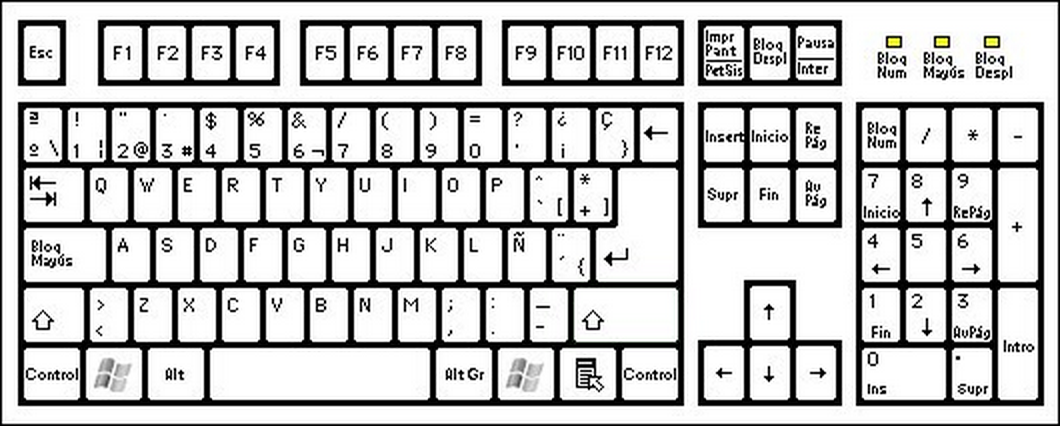 Esc F1 F2 F3 F4 F5 F6 F7 F8 F9 F10 F11 F12 Impr Bloq Pausa
Pant Despl Inter
PetSis
Bloq Bloq Bloq
Num Mayús Despl
ª ! " · $ % & / ( ) = ? ¿ Ç ←
º \ 1 ¦ 2 @ 3 # 4 5 6 ¬ 7 8 9 0 ' ¡ }
Insert Inicio Re
Pág
Bloq / * -
Num
Q W E R T Y U I O P ^ *
` [ + ]
Supr Fin Av
Pág
7 8 9 +
Inicio ↑ RePág
Bloq A S D F G H J K L Ñ ¨
Mayús ´ {
4 5 6
← →
> Z X C V B N M ; : —
< , . -
↑
1 2 3 Intro
Fin ↓ AvPág
Control Alt Alt Gr Control
← ↓ →
0 .
Ins Supr